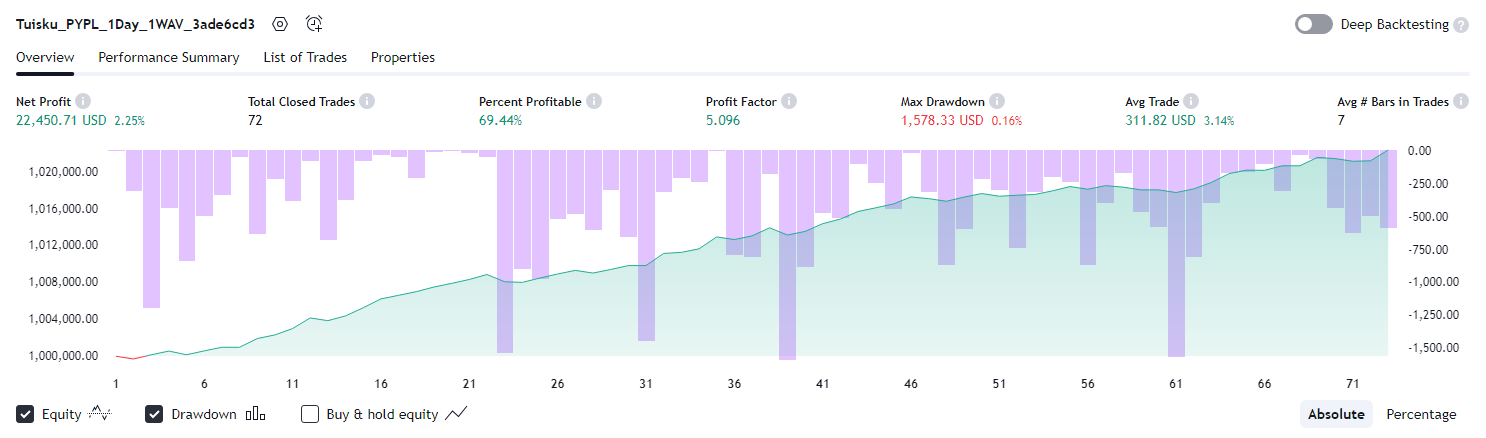 Tuisku_PYPL_1Day_1WAV_3ade6cd3
Deep Backtesting ?
Overview Performance Summary List of Trades Properties
Net Profit Total Closed Trades Percent Profitable Profit Factor Max Drawdown Avg Trade Avg # Bars in Trades
22,450.71 USD 2.25% 72 69.44% 5.096 1,578.33 USD 0.16% 311.82 USD 3.14% 7
1,020,000.00
1,016,000.00
1,012,000.00
1,008,000.00
1,004,000.00
1,000,000.00
0.00
-250.00
-500.00
-750.00
-1,000.00
-1,250.00
-1,500.00
1 6 11 16 21 26 31 36 41 46 51 56 61 66 71
Equity Drawdown Buy & hold equity Absolute Percentage